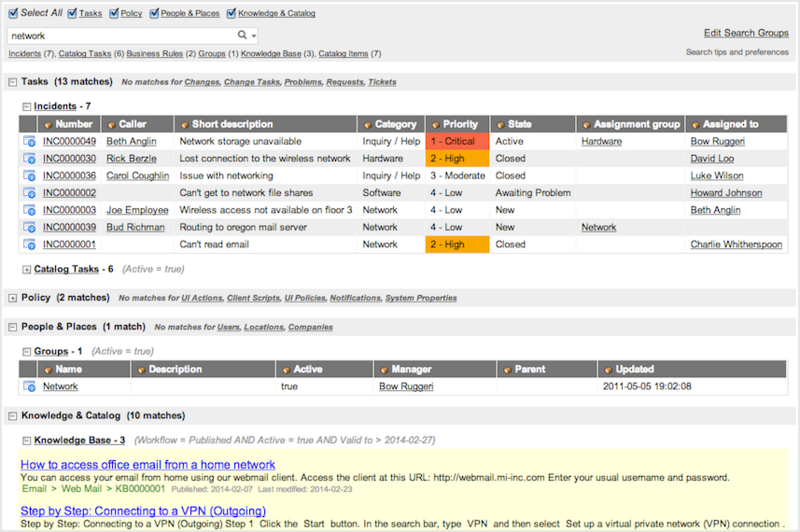 Select All Tasks Policy People & Places Knowledge & Catalog
network
Edit Search Groups
Incidents (7), Catalog Tasks (6) Business Rules (2) Groups (1) Knowledge Base (3), Catalog Items (7)
Search tips and preferences
Tasks (13 matches) No matches for Changes, Change Tasks, Problems, Requests, Tickets
Incidents - 7
Number Caller Short description Category Priority State Assignment group Assigned to
INC0000049 Beth Anglin Network storage unavailable Inquiry / Help 1 - Critical Active Hardware Bow Ruggeri
INC0000030 Rick Berzle Lost connection to the wireless network Hardware 2 - High Closed David Loo
INC0000036 Carol Coughlin Issue with networking Inquiry / Help 3 - Moderate Closed Luke Wilson
INC0000002 Can't get to network file shares Software 4 - Low Awaiting Problem Howard Johnson
INC0000003 Joe Employee Wireless access not available on floor 3 Network 4 - Low New Beth Anglin
INC0000039 Bud Richman Routing to oregon mail server Network 4 - Low New Network
INC0000001 Can't read email Network 2 - High Closed Charlie Whitherspoon
Catalog Tasks - 6 (Active = true)
Policy (2 matches) No matches for UI Actions, Client Scripts, UI Policies, Notifications, System Properties
People & Places (1 match) No matches for Users, Locations, Companies
Groups - 1 (Active = true)
Name Description Active Manager Parent Updated
Network true Bow Ruggeri 2011-05-05 19:02:08
Knowledge & Catalog (10 matches)
Knowledge Base - 3 (Workflow = Published AND Active = true AND Valid to > 2014-02-27)
How to access office email from a home network
You can access your email from home using our webmail client. Access the client at this URL: http://webmail.mi-inc.com Enter your usual username and password.
Email > Web Mail > KB0000001 Published: 2014-02-07 Last modified: 2014-02-23
Step by Step: Connecting to a VPN (Outgoing)
Step by Step: Connecting to a VPN (Outgoing) Step 1 Click the Start button. In the search bar, type VPN and then select Set up a virtual private network (VPN) connection .